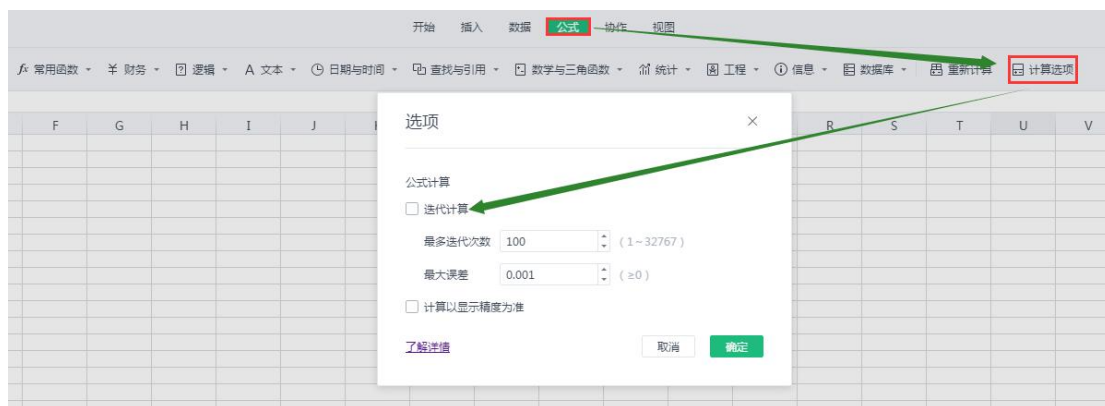 开始 插入 数据 公式 协作 视图
fx 常用函数 ¥ 财务 ? 逻辑 A 文本 日期与时间 查找与引用 数学与三角函数 统计 工程 信息 数据库 重新计算 计算选项
F G H I J R S T U V
选项
公式计算
迭代计算
最多迭代次数 100 (1~32767)
最大误差 0.001 (≥0)
计算以显示精度为准
了解详情 取消 确定